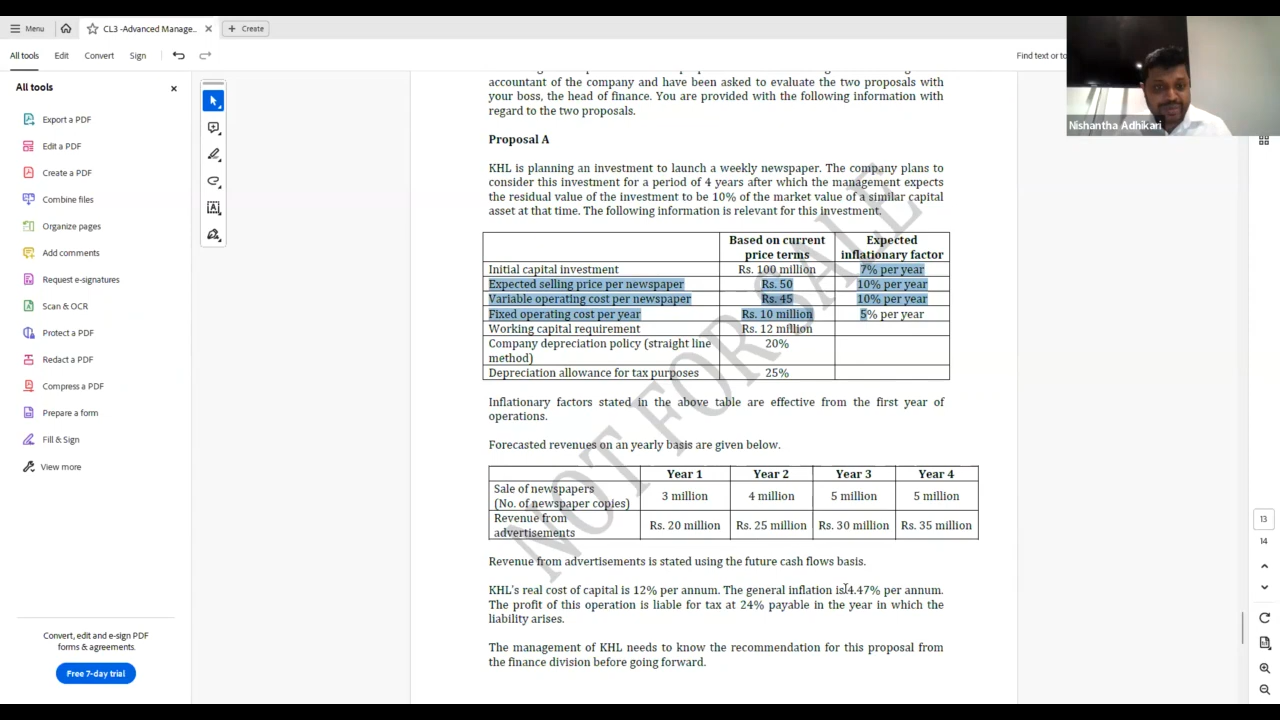 Menu
CL3 -Advanced Manage...
Create
All tools
Edit
Convert
Sign
Find text or to
Nishantha Adhikari
All tools
Export a PDF
Edit a PDF
Create a PDF
Combine files
Organize pages
Add comments
Request e-signatures
Scan & OCR
Protect a PDF
Redact a PDF
Compress a PDF
Prepare a form
Fill & Sign
View more
Convert, edit and e-sign PDF
forms & agreements.
Free 7-day trial
accountant of the company and have been asked to evaluate the two proposals with
your boss, the head of finance. You are provided with the following information with
regard to the two proposals.
Proposal A
KHL is planning an investment to launch a weekly newspaper. The company plans to
consider this investment for a period of 4 years after which the management expects
the residual value of the investment to be 10% of the market value of a similar capital
asset at that time. The following information is relevant for this investment.
Based on current price terms Expected inflationary factor
Initial capital investment Rs. 100 million 7% per year
Expected selling price per newspaper Rs. 50 10% per year
Variable operating cost per newspaper Rs. 45 10% per year
Fixed operating cost per year Rs. 10 million 5% per year
Working capital requirement Rs. 12 million
Company depreciation policy (straight line method) 20%
Depreciation allowance for tax purposes 25%
Inflationary factors stated in the above table are effective from the first year of
operations.
Forecasted revenues on an yearly basis are given below.
Year 1 Year 2 Year 3 Year 4
Sale of newspapers (No. of newspaper copies) 3 million 4 million 5 million 5 million
Revenue from advertisements Rs. 20 million Rs. 25 million Rs. 30 million Rs. 35 million
Revenue from advertisements is stated using the future cash flows basis.
KHL's real cost of capital is 12% per annum. The general inflation is 4.47% per annum.
The profit of this operation is liable for tax at 24% payable in the year in which the
liability arises.
The management of KHL needs to know the recommendation for this proposal from
the finance division before going forward.
NOT FOR SALE
13
14